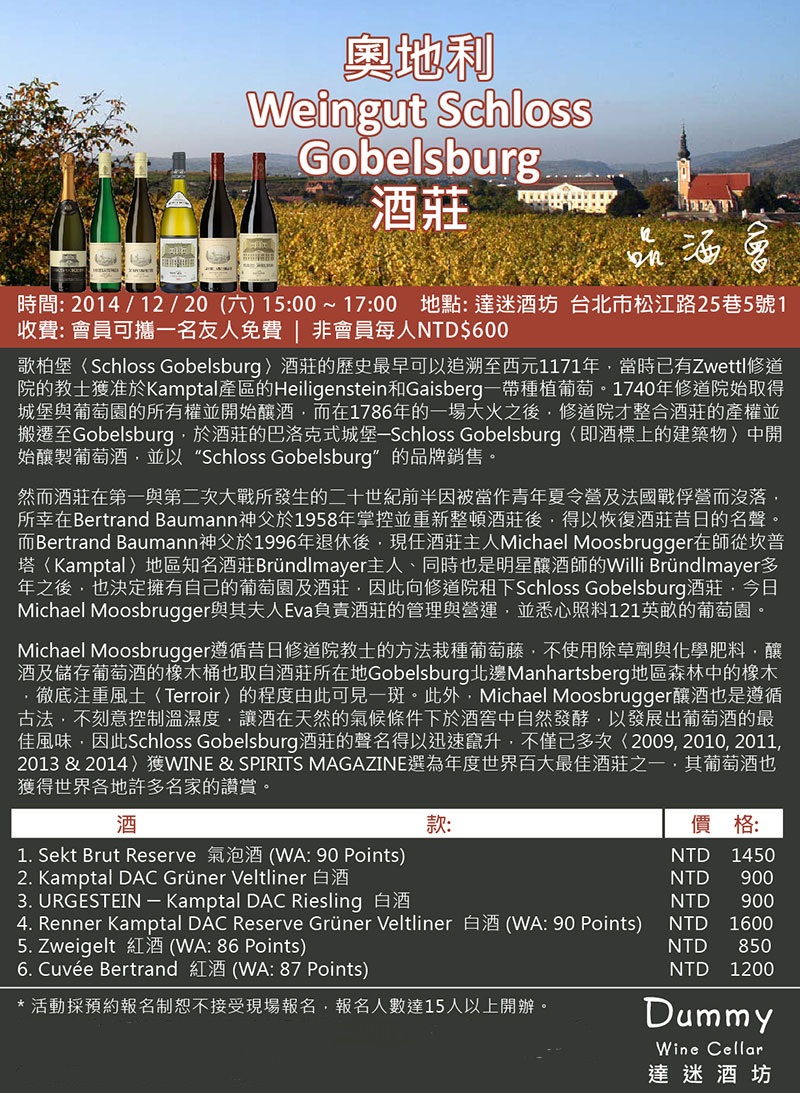 奧地利
Weingut Schloss
Gobelsburg
酒莊
品酒會
時間: 2014 / 12 / 20 (六) 15:00 ~ 17:00 地點: 達迷酒坊 台北市松江路25巷5號1
收費: 會員可攜一名友人免費 | 非會員每人NTD$600
歌柏堡〈Schloss Gobelsburg〉酒莊的歷史最早可以追溯至西元1171年，當時已有Zwettl修道
院的教士獲准於Kamptal產區的Heiligenstein和Gaisberg一帶種植葡萄。1740年修道院始取得
城堡與葡萄園的所有權並開始釀酒，而在1786年的一場大火之後，修道院才整合酒莊的產權並
搬遷至Gobelsburg，於酒莊的巴洛克式城堡─Schloss Gobelsburg〈即酒標上的建築物〉中開
始釀製葡萄酒，並以“Schloss Gobelsburg”的品牌銷售。
然而酒莊在第一與第二次大戰所發生的二十世紀前半因被當作青年夏令營及法國戰俘營而沒落，
所幸在Bertrand Baumann神父於1958年掌控並重新整頓酒莊後，得以恢復酒莊昔日的名聲。
而Bertrand Baumann神父於1996年退休後，現任酒莊主人Michael Moosbrugger在師從坎普
塔〈Kamptal〉地區知名酒莊Bründlmayer主人、同時也是明星釀酒師的Willi Bründlmayer多
年之後，也決定擁有自己的葡萄園及酒莊，因此向修道院租下Schloss Gobelsburg酒莊，今日
Michael Moosbrugger與其夫人Eva負責酒莊的管理與營運，並悉心照料121英畝的葡萄園。
Michael Moosbrugger遵循昔日修道院教士的方法栽種葡萄藤，不使用除草劑與化學肥料，釀
酒及儲存葡萄酒的橡木桶也取自酒莊所在地Gobelsburg北邊Manhartsberg地區森林中的橡木
，徹底注重風土〈Terroir〉的程度由此可見一斑。此外，Michael Moosbrugger釀酒也是遵循
古法，不刻意控制溫濕度，讓酒在天然的氣候條件下於酒窖中自然發酵，以發展出葡萄酒的最
佳風味，因此Schloss Gobelsburg酒莊的聲名得以迅速竄升，不僅已多次〈2009, 2010, 2011,
2013 & 2014〉獲WINE & SPIRITS MAGAZINE選為年度世界百大最佳酒莊之一，其葡萄酒也
獲得世界各地許多名家的讚賞。
酒 款: 價 格:
1. Sekt Brut Reserve 氣泡酒 (WA: 90 Points) NTD 1450
2. Kamptal DAC Grüner Veltliner 白酒 NTD 900
3. URGESTEIN － Kamptal DAC Riesling 白酒 NTD 900
4. Renner Kamptal DAC Reserve Grüner Veltliner 白酒 (WA: 90 Points) NTD 1600
5. Zweigelt 紅酒 (WA: 86 Points) NTD 850
6. Cuvée Bertrand 紅酒 (WA: 87 Points) NTD 1200
* 活動採預約報名制恕不接受現場報名，報名人數達15人以上開辦。
Dummy
Wine Cellar
達迷酒坊